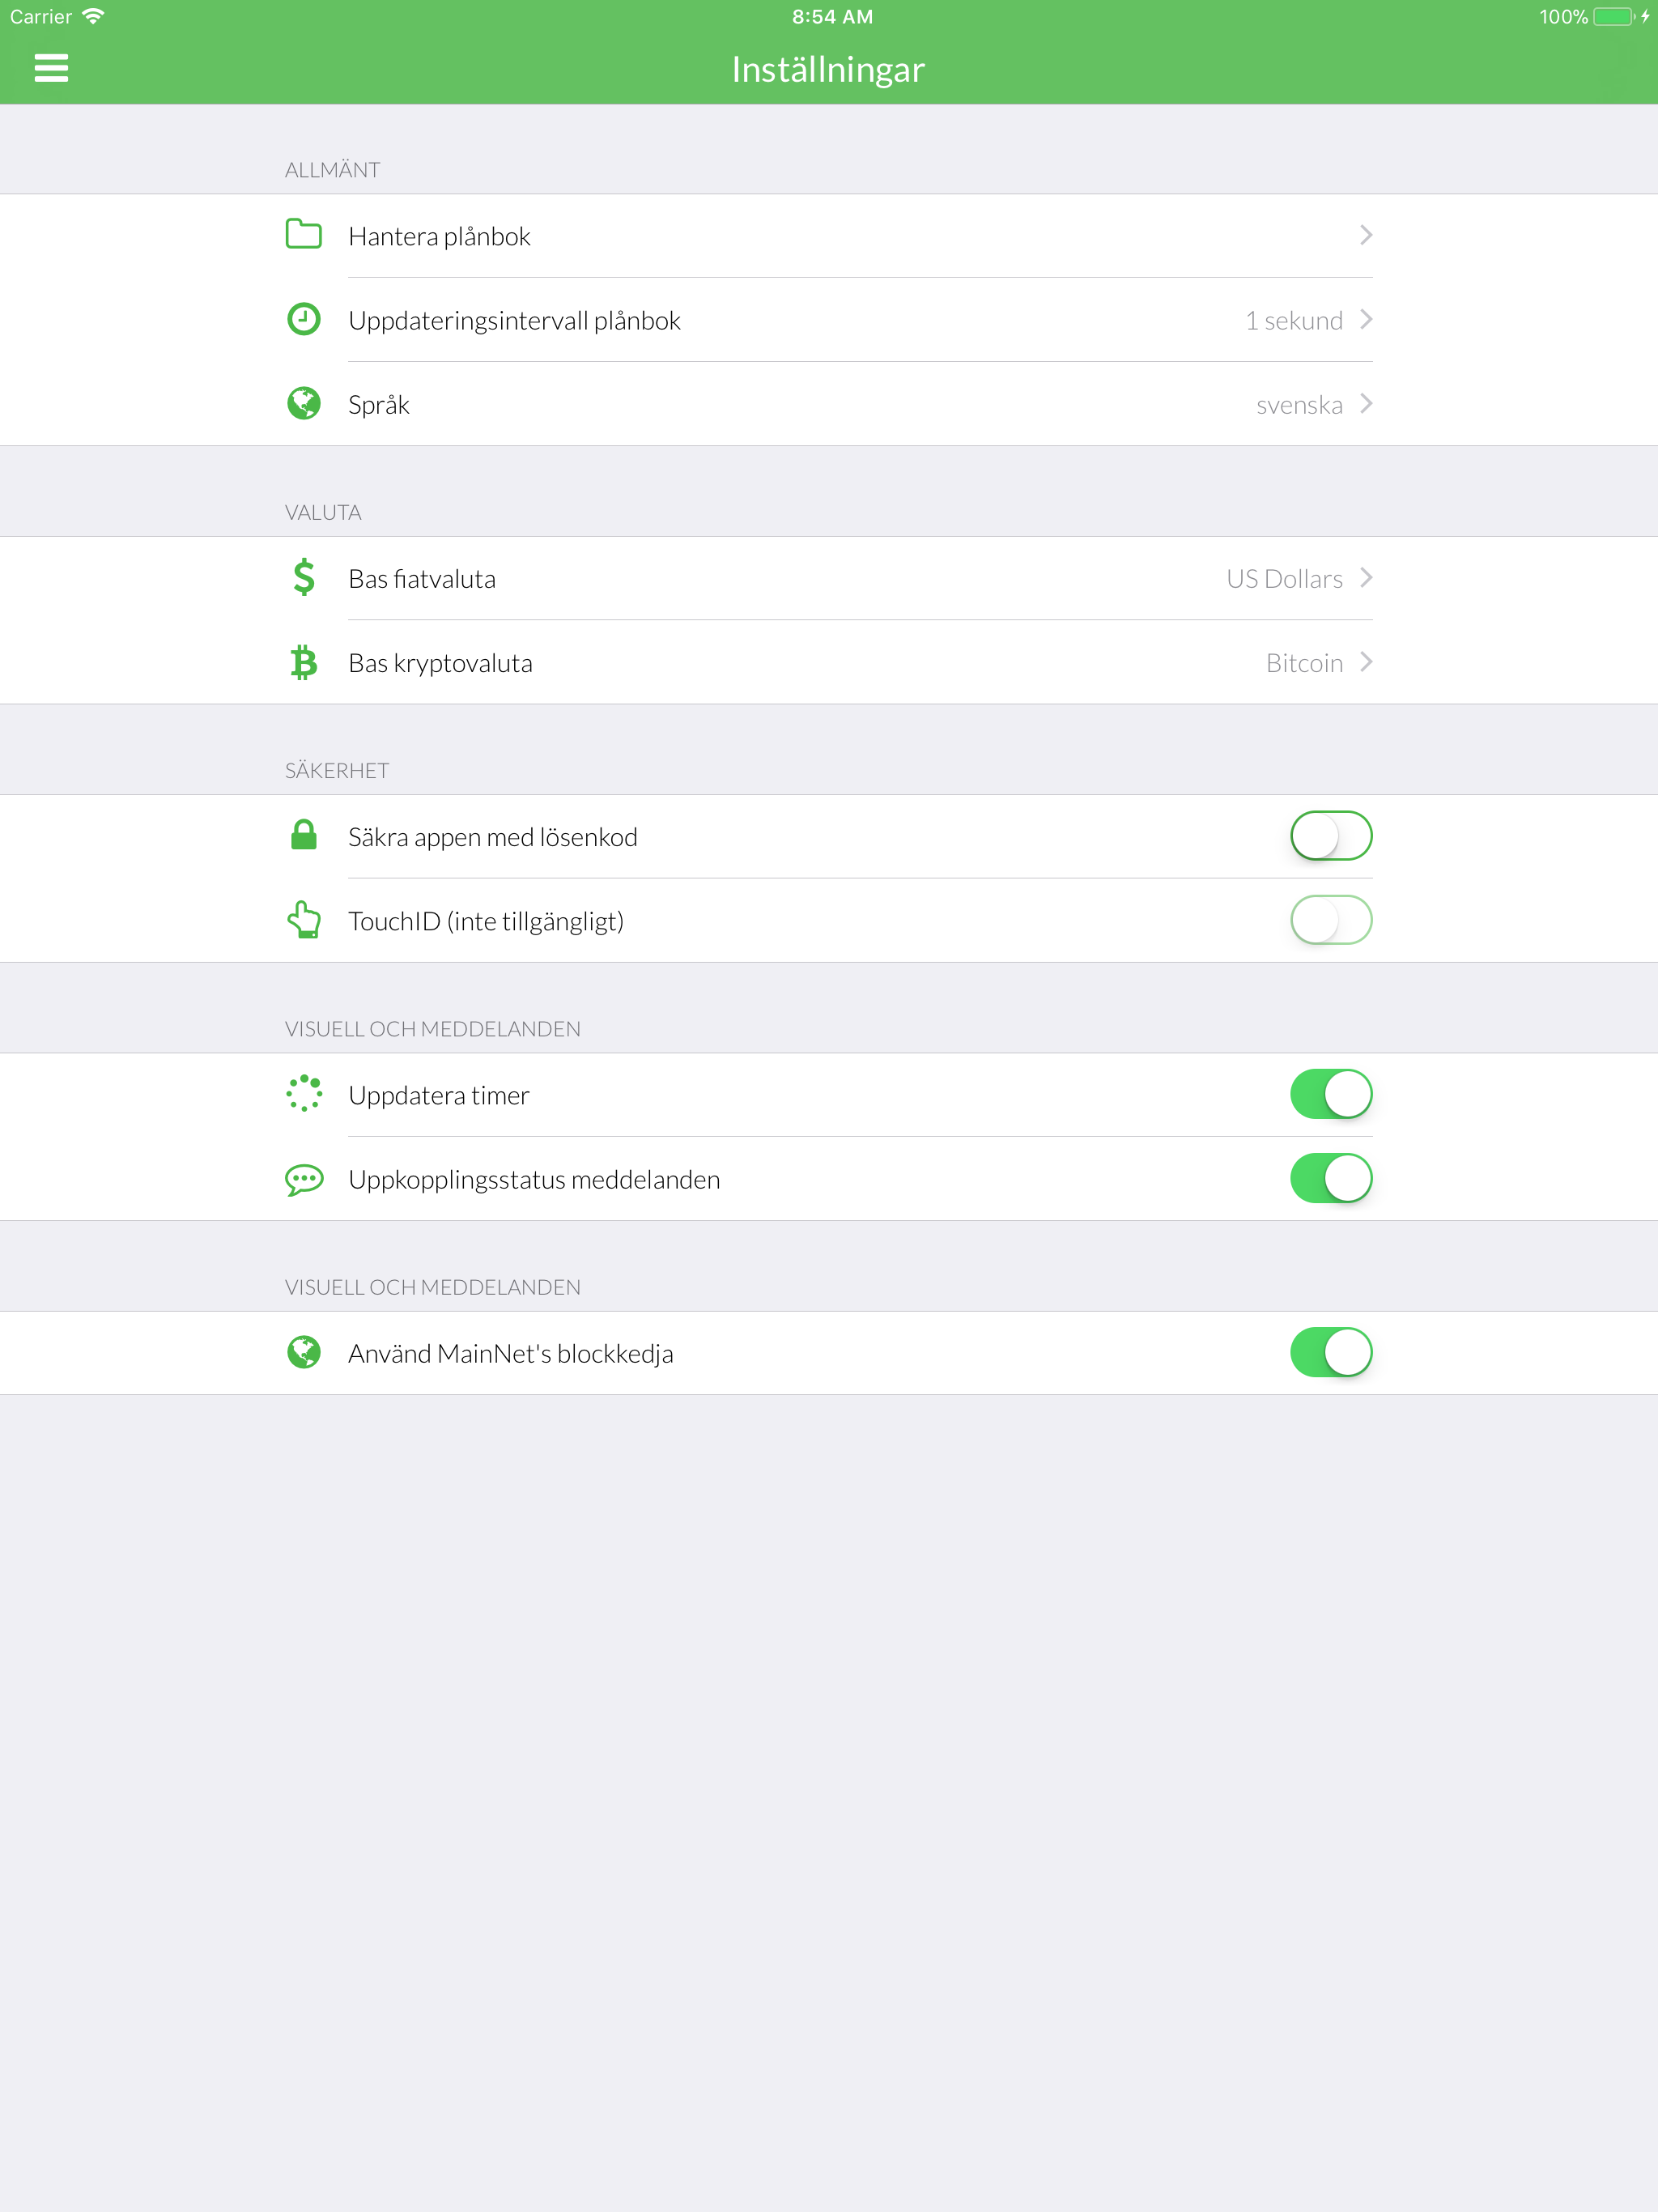 Carrier 8:54 AM 100%
Inställningar
ALLMÄNT
Hantera plånbok
Uppdateringsintervall plånbok 1 sekund
Språk svenska
VALUTA
Bas fiatvaluta US Dollars
Bas kryptovaluta Bitcoin
SÄKERHET
Säkra appen med lösenkod
TouchID (inte tillgängligt)
VISUELL OCH MEDDELANDEN
Uppdatera timer
Uppkopplingsstatus meddelanden
VISUELL OCH MEDDELANDEN
Använd MainNet's blockkedja